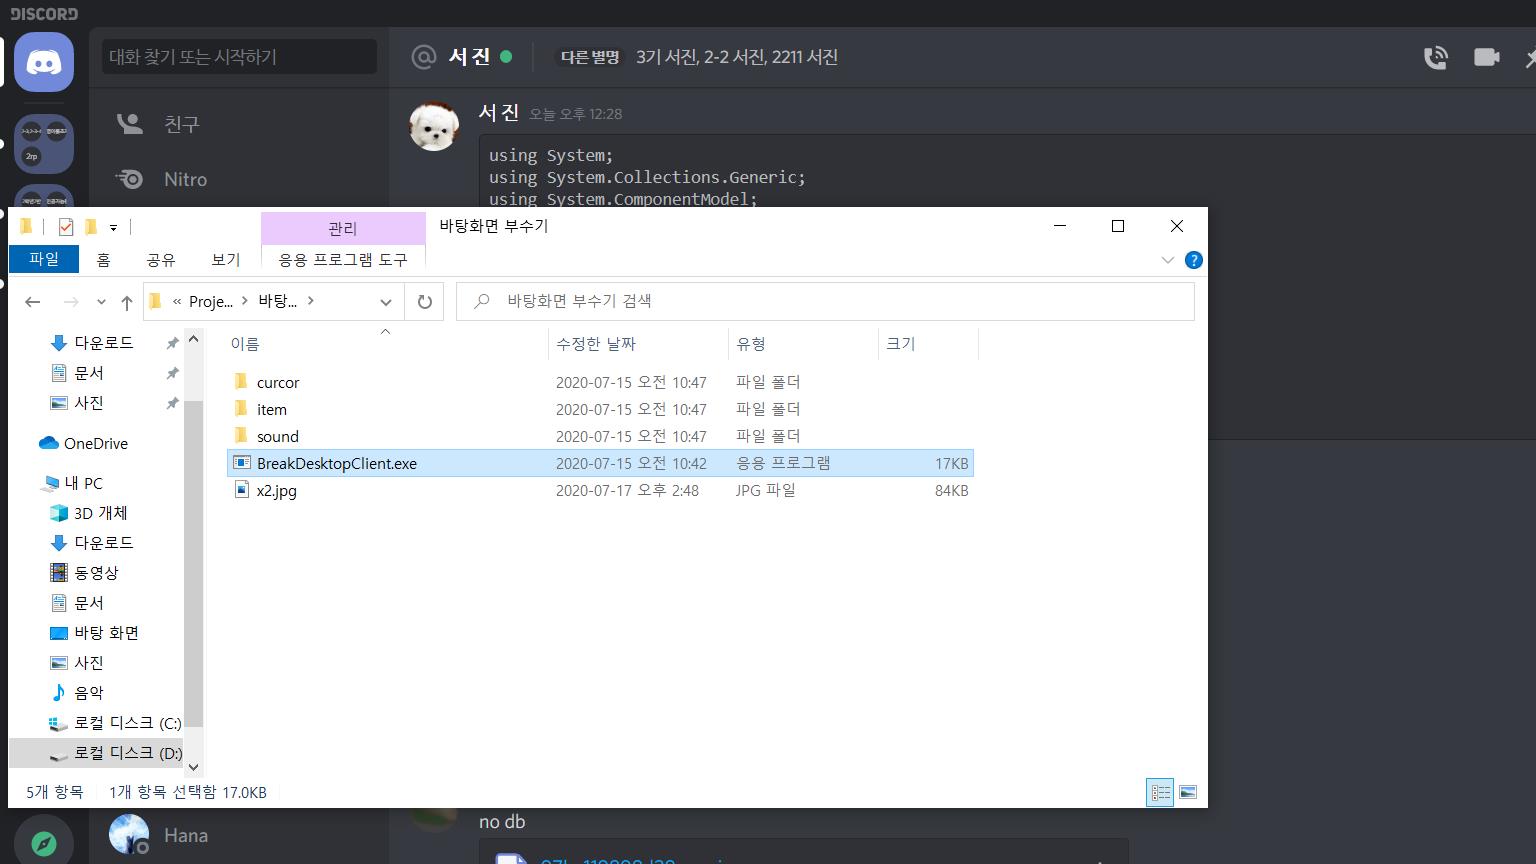 DISCORD
대화 찾기 또는 시작하기
서 진
다른 별명
3기 서진, 2-2 서진, 2211 서진
서 진 오늘 오후 12:28
친구
using System;
using System.Collections.Generic;
using System.ComponentModel;
2rp
Nitro
관리
바탕화면 부수기
파일
홈
공유
보기
응용 프로그램 도구
« Proje... > 바탕... >
바탕화면 부수기 검색
다운로드
문서
사진
OneDrive
내 PC
3D 개체
다운로드
동영상
문서
바탕 화면
사진
음악
로컬 디스크 (C:)
로컬 디스크 (D:)
이름 수정한 날짜 유형 크기
curcor 2020-07-15 오전 10:47 파일 폴더
item 2020-07-15 오전 10:47 파일 폴더
sound 2020-07-15 오전 10:47 파일 폴더
BreakDesktopClient.exe 2020-07-15 오전 10:42 응용 프로그램 17KB
x2.jpg 2020-07-17 오후 2:48 JPG 파일 84KB
5개 항목 1개 항목 선택함 17.0KB
Hana
no db